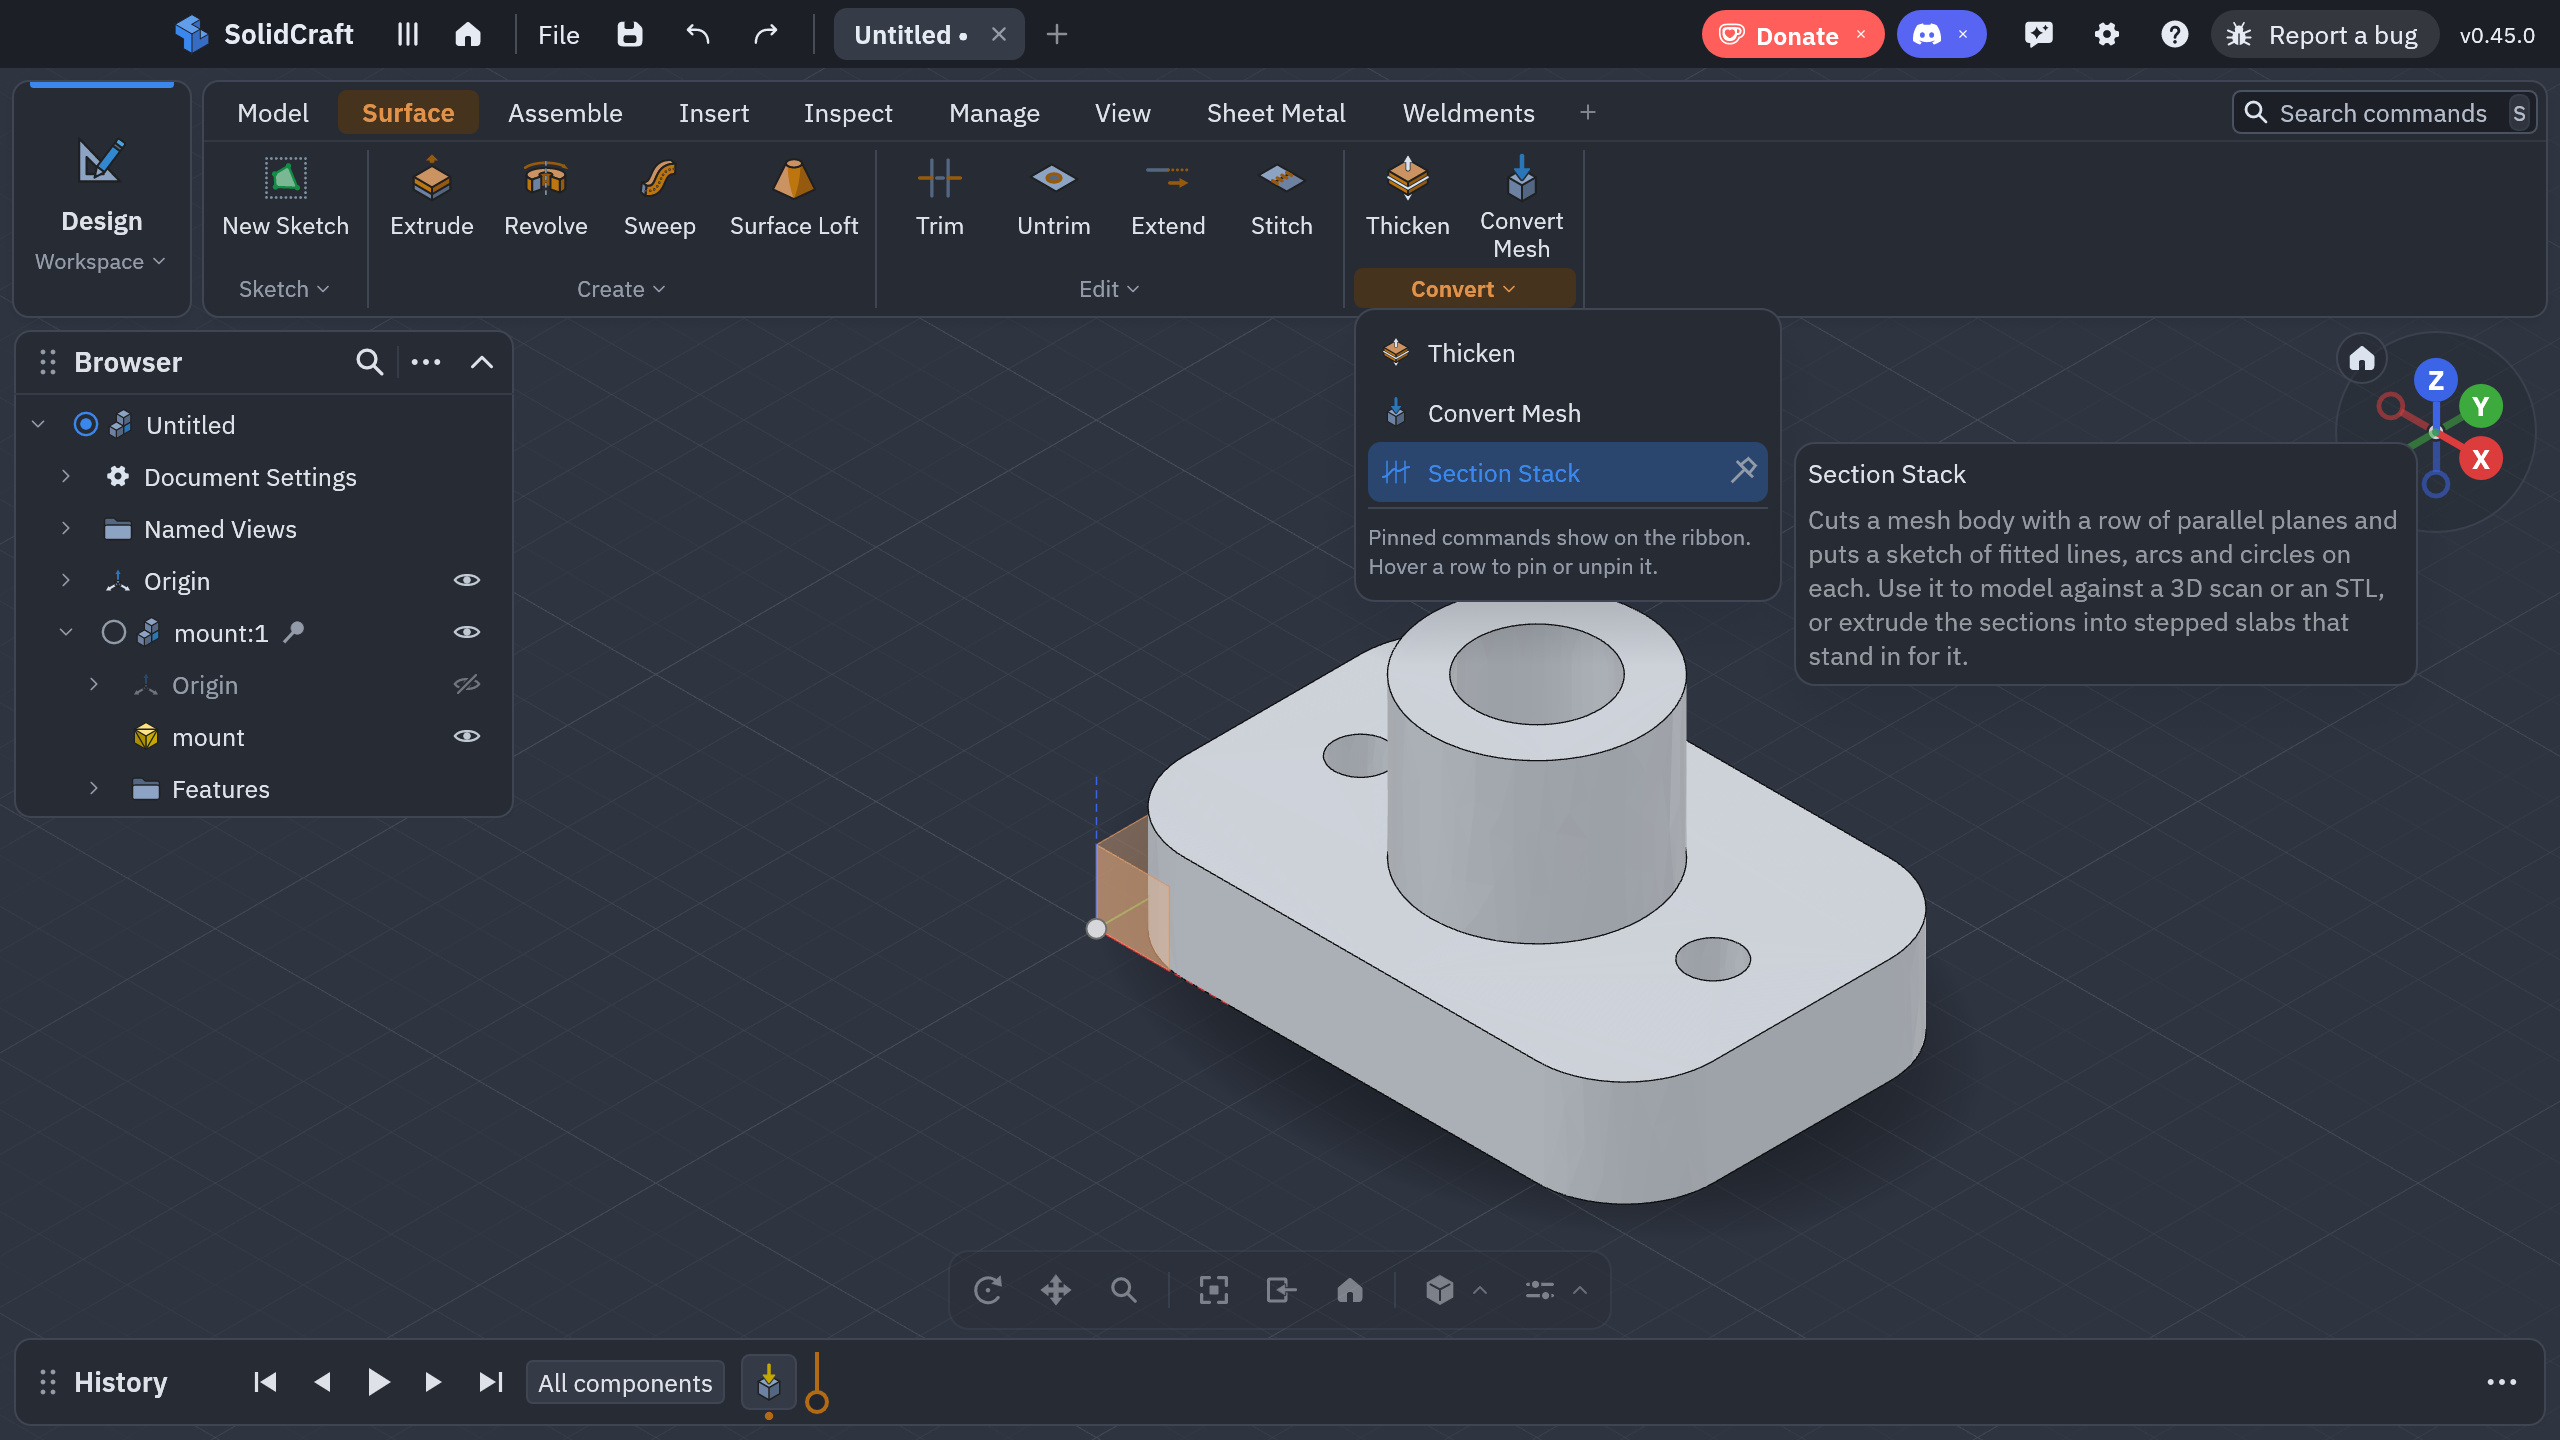 SolidCraft
File
Untitled •
Donate
Report a bug
v0.45.0
Design
Workspace
Model
Surface
Assemble
Insert
Inspect
Manage
View
Sheet Metal
Weldments
Search commands
S
New Sketch
Sketch
Extrude
Revolve
Sweep
Surface Loft
Create
Trim
Untrim
Extend
Stitch
Edit
Thicken
Convert
Mesh
Convert
Thicken
Convert Mesh
Section Stack
Pinned commands show on the ribbon.
Hover a row to pin or unpin it.
Section Stack
Cuts a mesh body with a row of parallel planes and
puts a sketch of fitted lines, arcs and circles on
each. Use it to model against a 3D scan or an STL,
or extrude the sections into stepped slabs that
stand in for it.
Z
Y
X
Browser
Untitled
Document Settings
Named Views
Origin
mount:1
Origin
mount
Features
History
All components